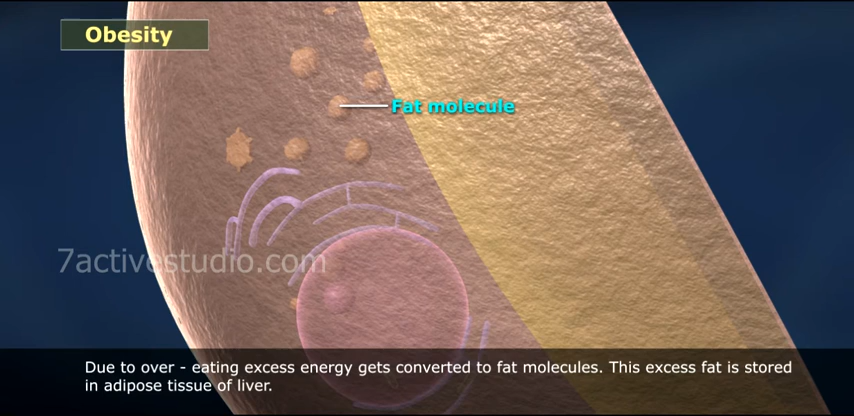 Obesity
Fat molecule
7activestudio.com
Due to over - eating excess energy gets converted to fat molecules. This excess fat is stored
in adipose tissue of liver.